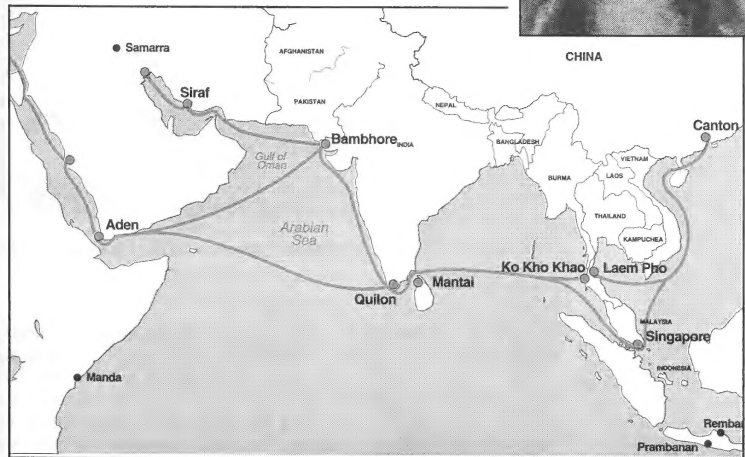 Samarra
AFGHANISTAN
CHINA
Siraf
PAKISTAN
NEPAL
Canton
Bambhore
INDIA
BANGLADESH
VIETNAM
Gulf of
Oman
BURMA
LAOS
THAILAND
Aden
Arabian
Sea
KAMPUCHEA
Ko Kho Khao
Laem Pho
Quilon
Mantai
MALAYSIA
Singapore
INDONESIA
Manda
Prambanan